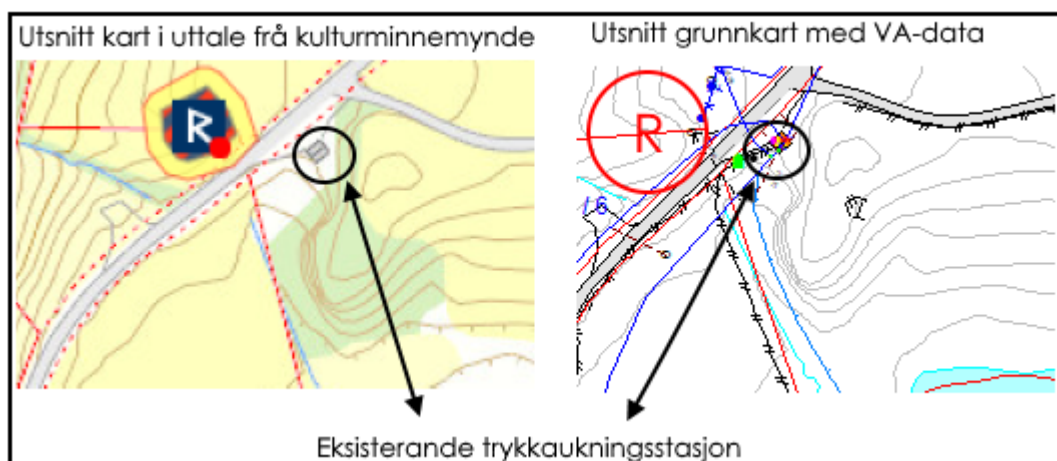 Utsnitt kart i uttale frå kulturminnemynde
Utsnitt grunnkart med VA-data
R
R
Eksisterande trykkaukningsstasjon